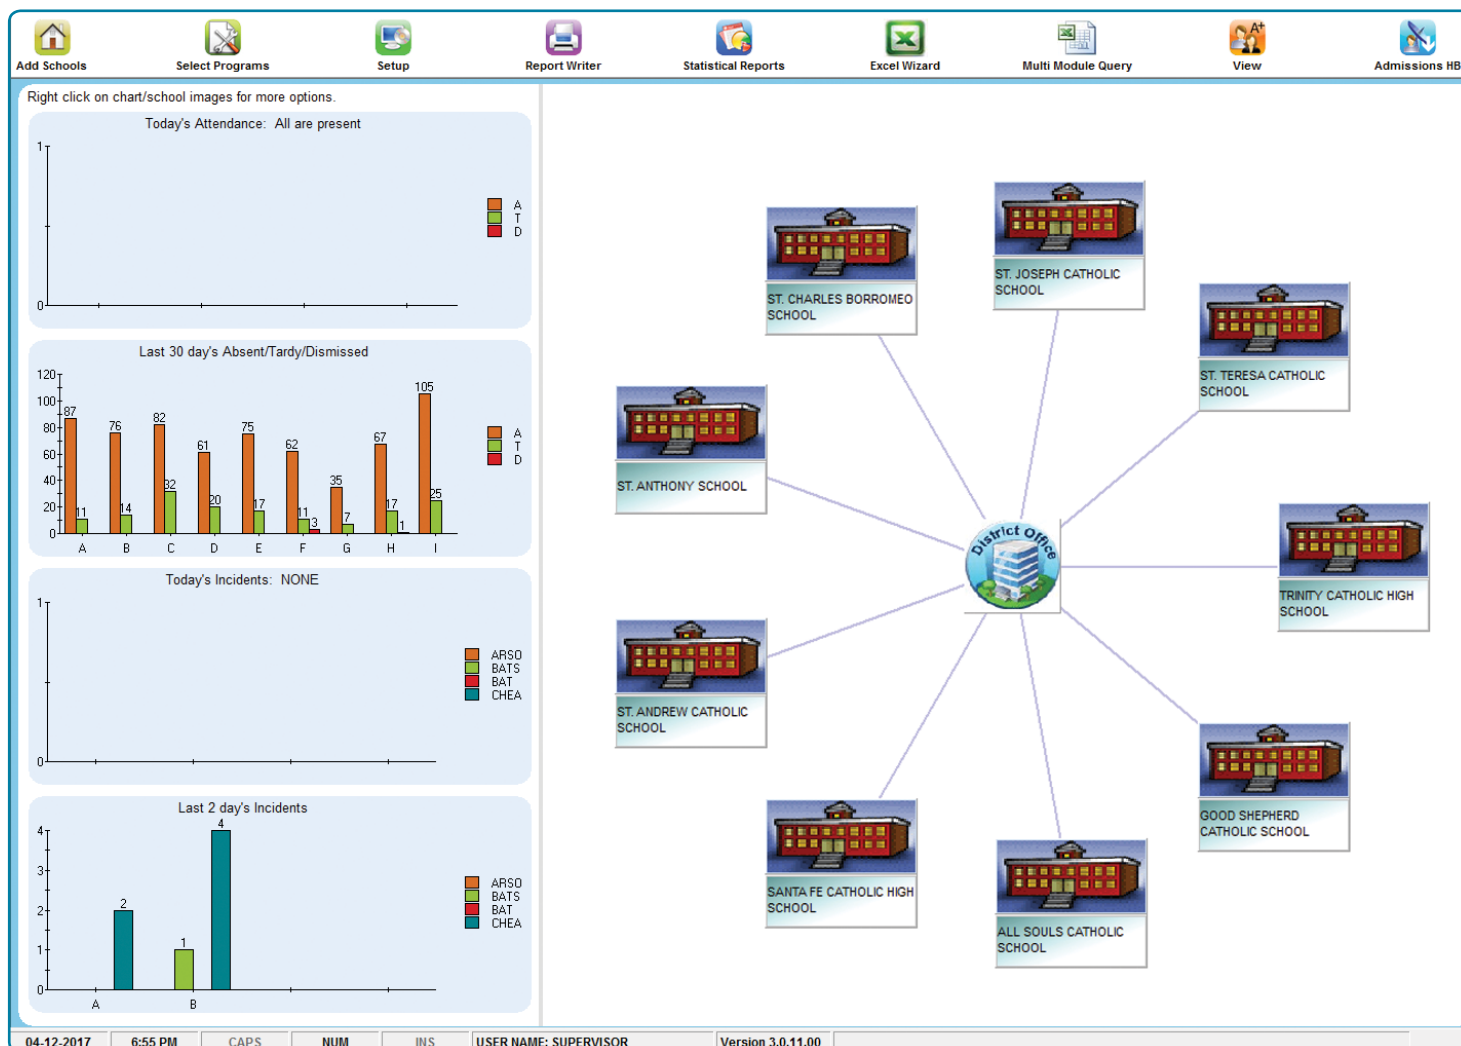 Add Schools
Select Programs
Setup
Report Writer
Statistical Reports
Excel Wizard
Multi Module Query
A+
View
Admissions HB
Right click on chart/school images for more options.
Today's Attendance: All are present
1
0
A
T
D
Last 30 day's Absent/Tardy/Dismissed
120
100
80
60
40
20
0
87 11 76 14 82 32 61 20 75 17 62 11 3 35 7 67 17 1 105 25
A B C D E F G H I
A
T
D
Today's Incidents: NONE
1
0
ARSO
BATS
BAT
CHEA
Last 2 day's Incidents
4
3
2
1
0
2 1 4
A B
ARSO
BATS
BAT
CHEA
ST. JOSEPH CATHOLIC
SCHOOL
ST. CHARLES BORROMEO
SCHOOL
ST. TERESA CATHOLIC
SCHOOL
ST. ANTHONY SCHOOL
District Office
TRINITY CATHOLIC HIGH
SCHOOL
ST. ANDREW CATHOLIC
SCHOOL
GOOD SHEPHERD
CATHOLIC SCHOOL
SANTA FE CATHOLIC HIGH
SCHOOL
ALL SOULS CATHOLIC
SCHOOL
04-12-2017 6:55 PM CAPS NUM INS USER NAME: SUPERVISOR Version 3.0.11.00